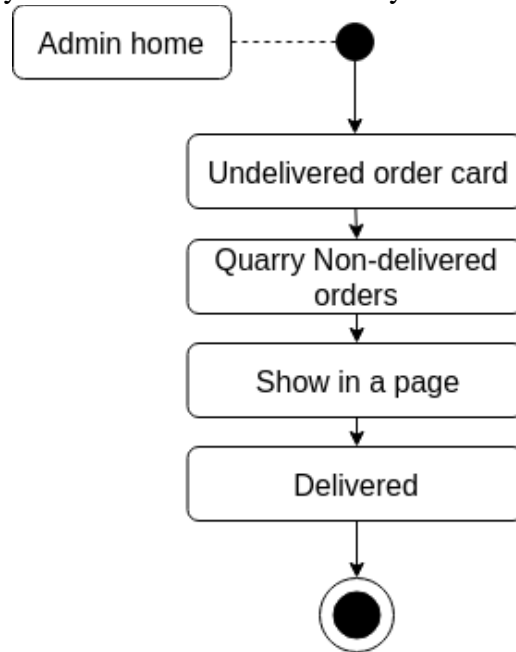 Admin home
Undelivered order card
Quarry Non-delivered
orders
Show in a page
Delivered